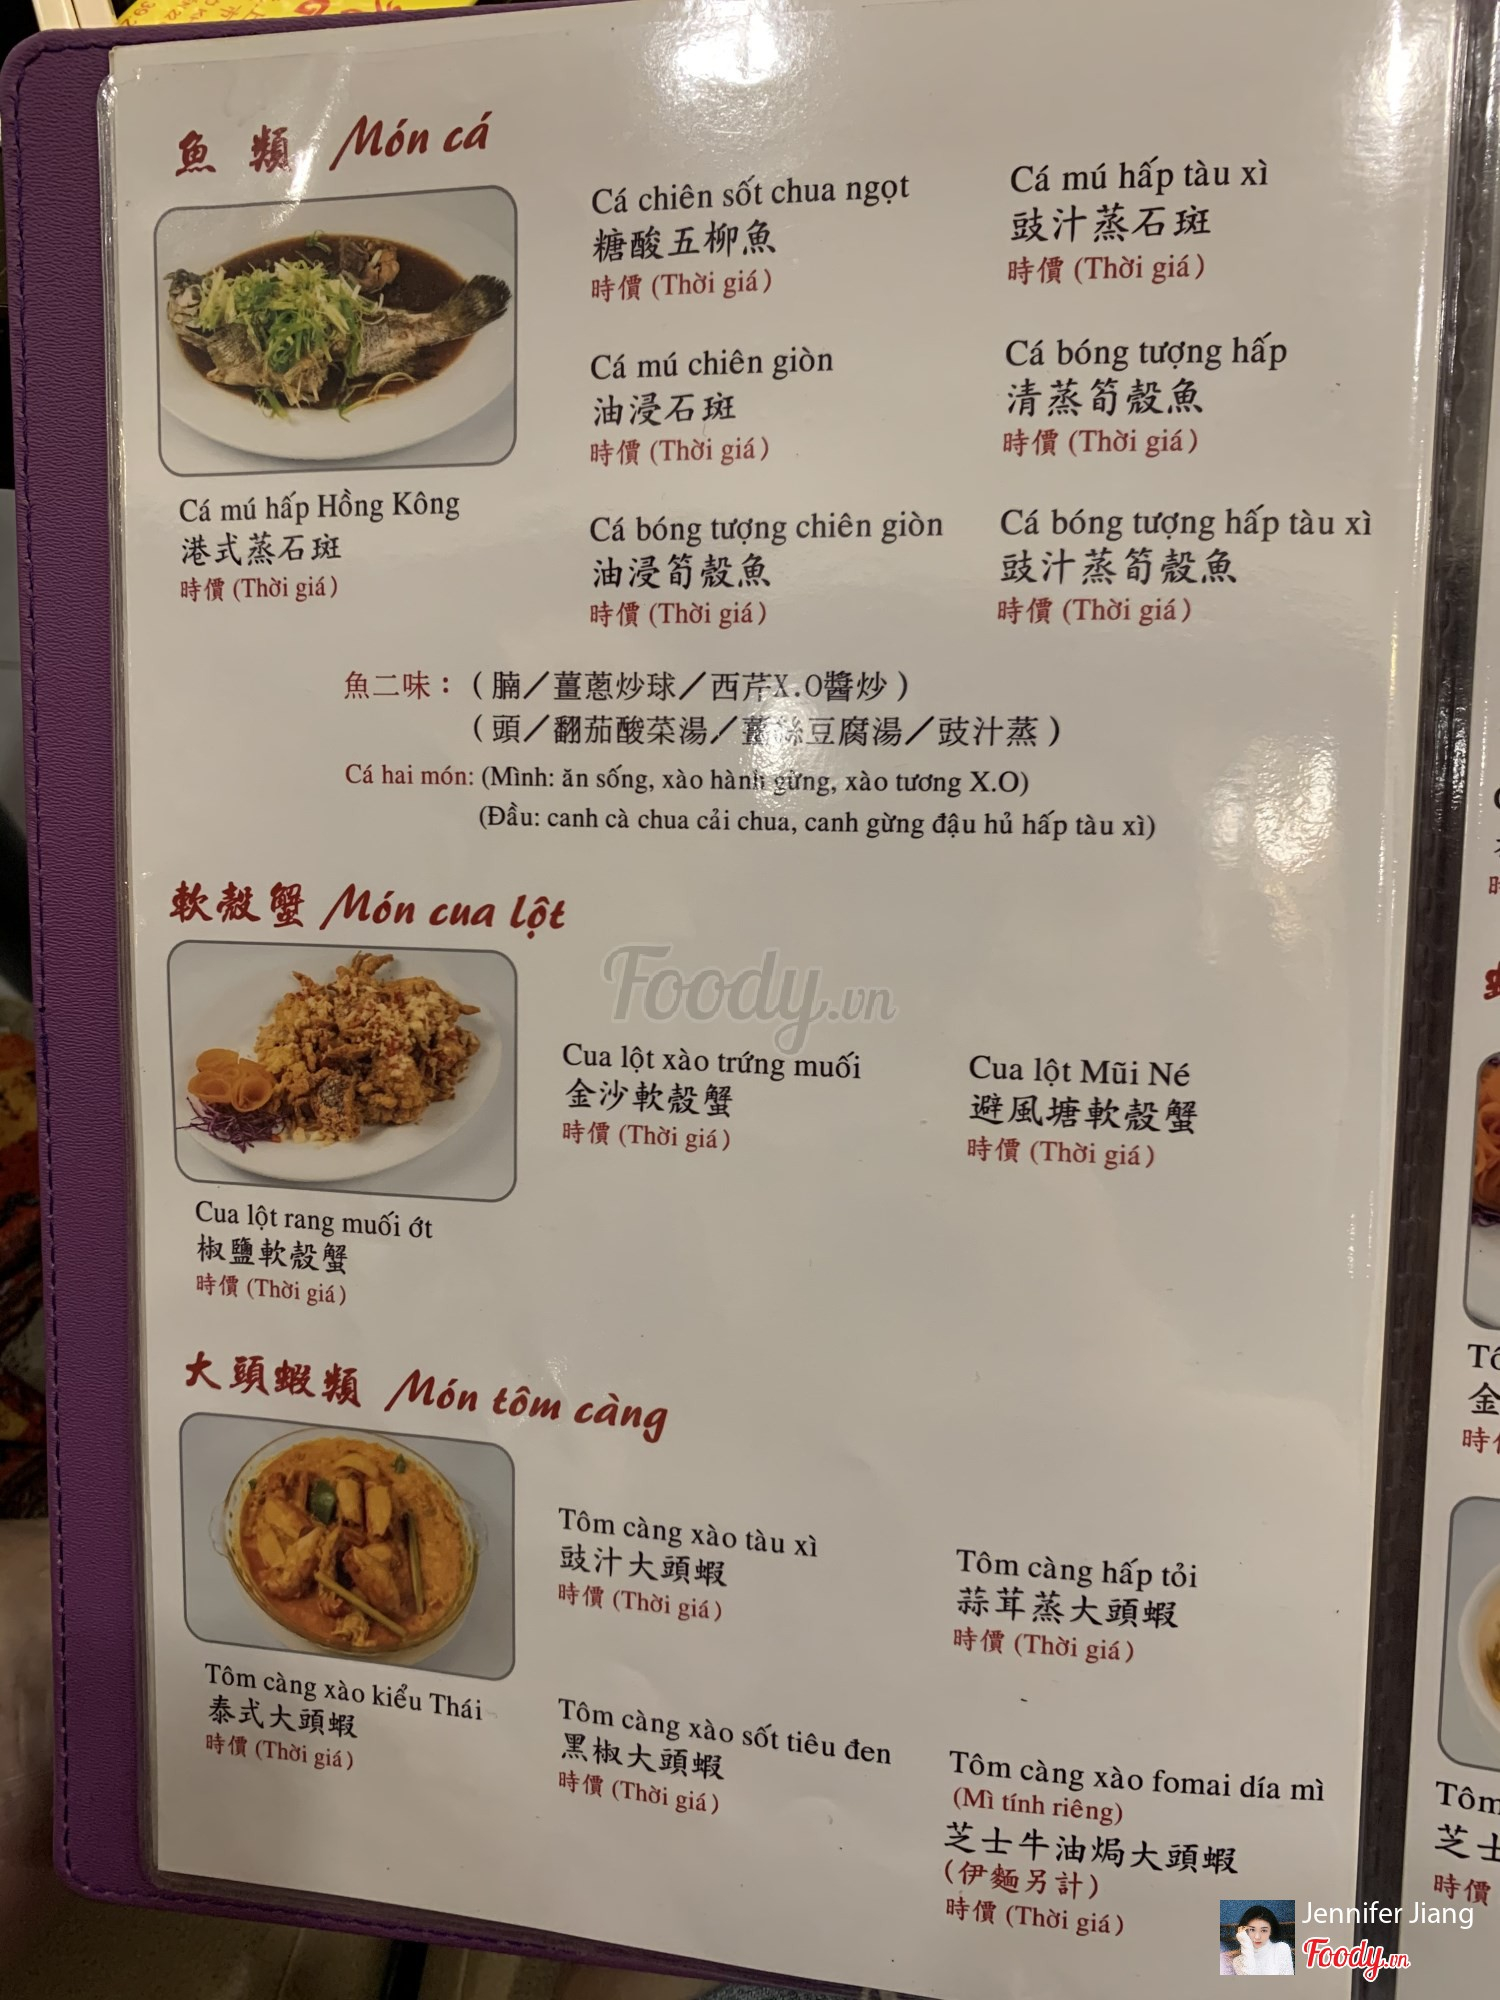 魚類 Món cá
Cá mú hấp Hồng Kông
港式蒸石斑
時價 (Thời giá)
Cá chiên sốt chua ngọt
糖酸五柳魚
時價 (Thời giá)
Cá mú hấp tàu xì
豉汁蒸石斑
時價 (Thời giá)
Cá mú chiên giòn
油浸石斑
時價 (Thời giá)
Cá bóng tượng hấp
清蒸筍殼魚
時價 (Thời giá)
Cá bóng tượng chiên giòn
油浸筍殼魚
時價 (Thời giá)
Cá bóng tượng hấp tàu xì
豉汁蒸筍殼魚
時價 (Thời giá)
魚二味：（腩／薑蔥炒球／西芹X.O醬炒）
（頭／翻茄酸菜湯／薑絲豆腐湯／豉汁蒸）
Cá hai món: (Mình: ăn sống, xào hành gừng, xào tương X.O)
(Đầu: canh cà chua cải chua, canh gừng đậu hủ hấp tàu xì)
軟殼蟹 Món cua lột
Cua lột rang muối ớt
椒鹽軟殼蟹
時價 (Thời giá)
Cua lột xào trứng muối
金沙軟殼蟹
時價 (Thời giá)
Cua lột Mũi Né
避風塘軟殼蟹
時價 (Thời giá)
Foody.vn
大頭蝦類 Món tôm càng
Tôm càng xào kiểu Thái
泰式大頭蝦
時價 (Thời giá)
Tôm càng xào tàu xì
豉汁大頭蝦
時價 (Thời giá)
Tôm càng hấp tỏi
蒜茸蒸大頭蝦
時價 (Thời giá)
Tôm càng xào sốt tiêu đen
黑椒大頭蝦
時價 (Thời giá)
Tôm càng xào fomai día mì
(Mì tính riêng)
芝士牛油焗大頭蝦
(伊麵另計)
時價 (Thời giá)
Tôm
芝士
時價
Jennifer Jiang
Foody.vn